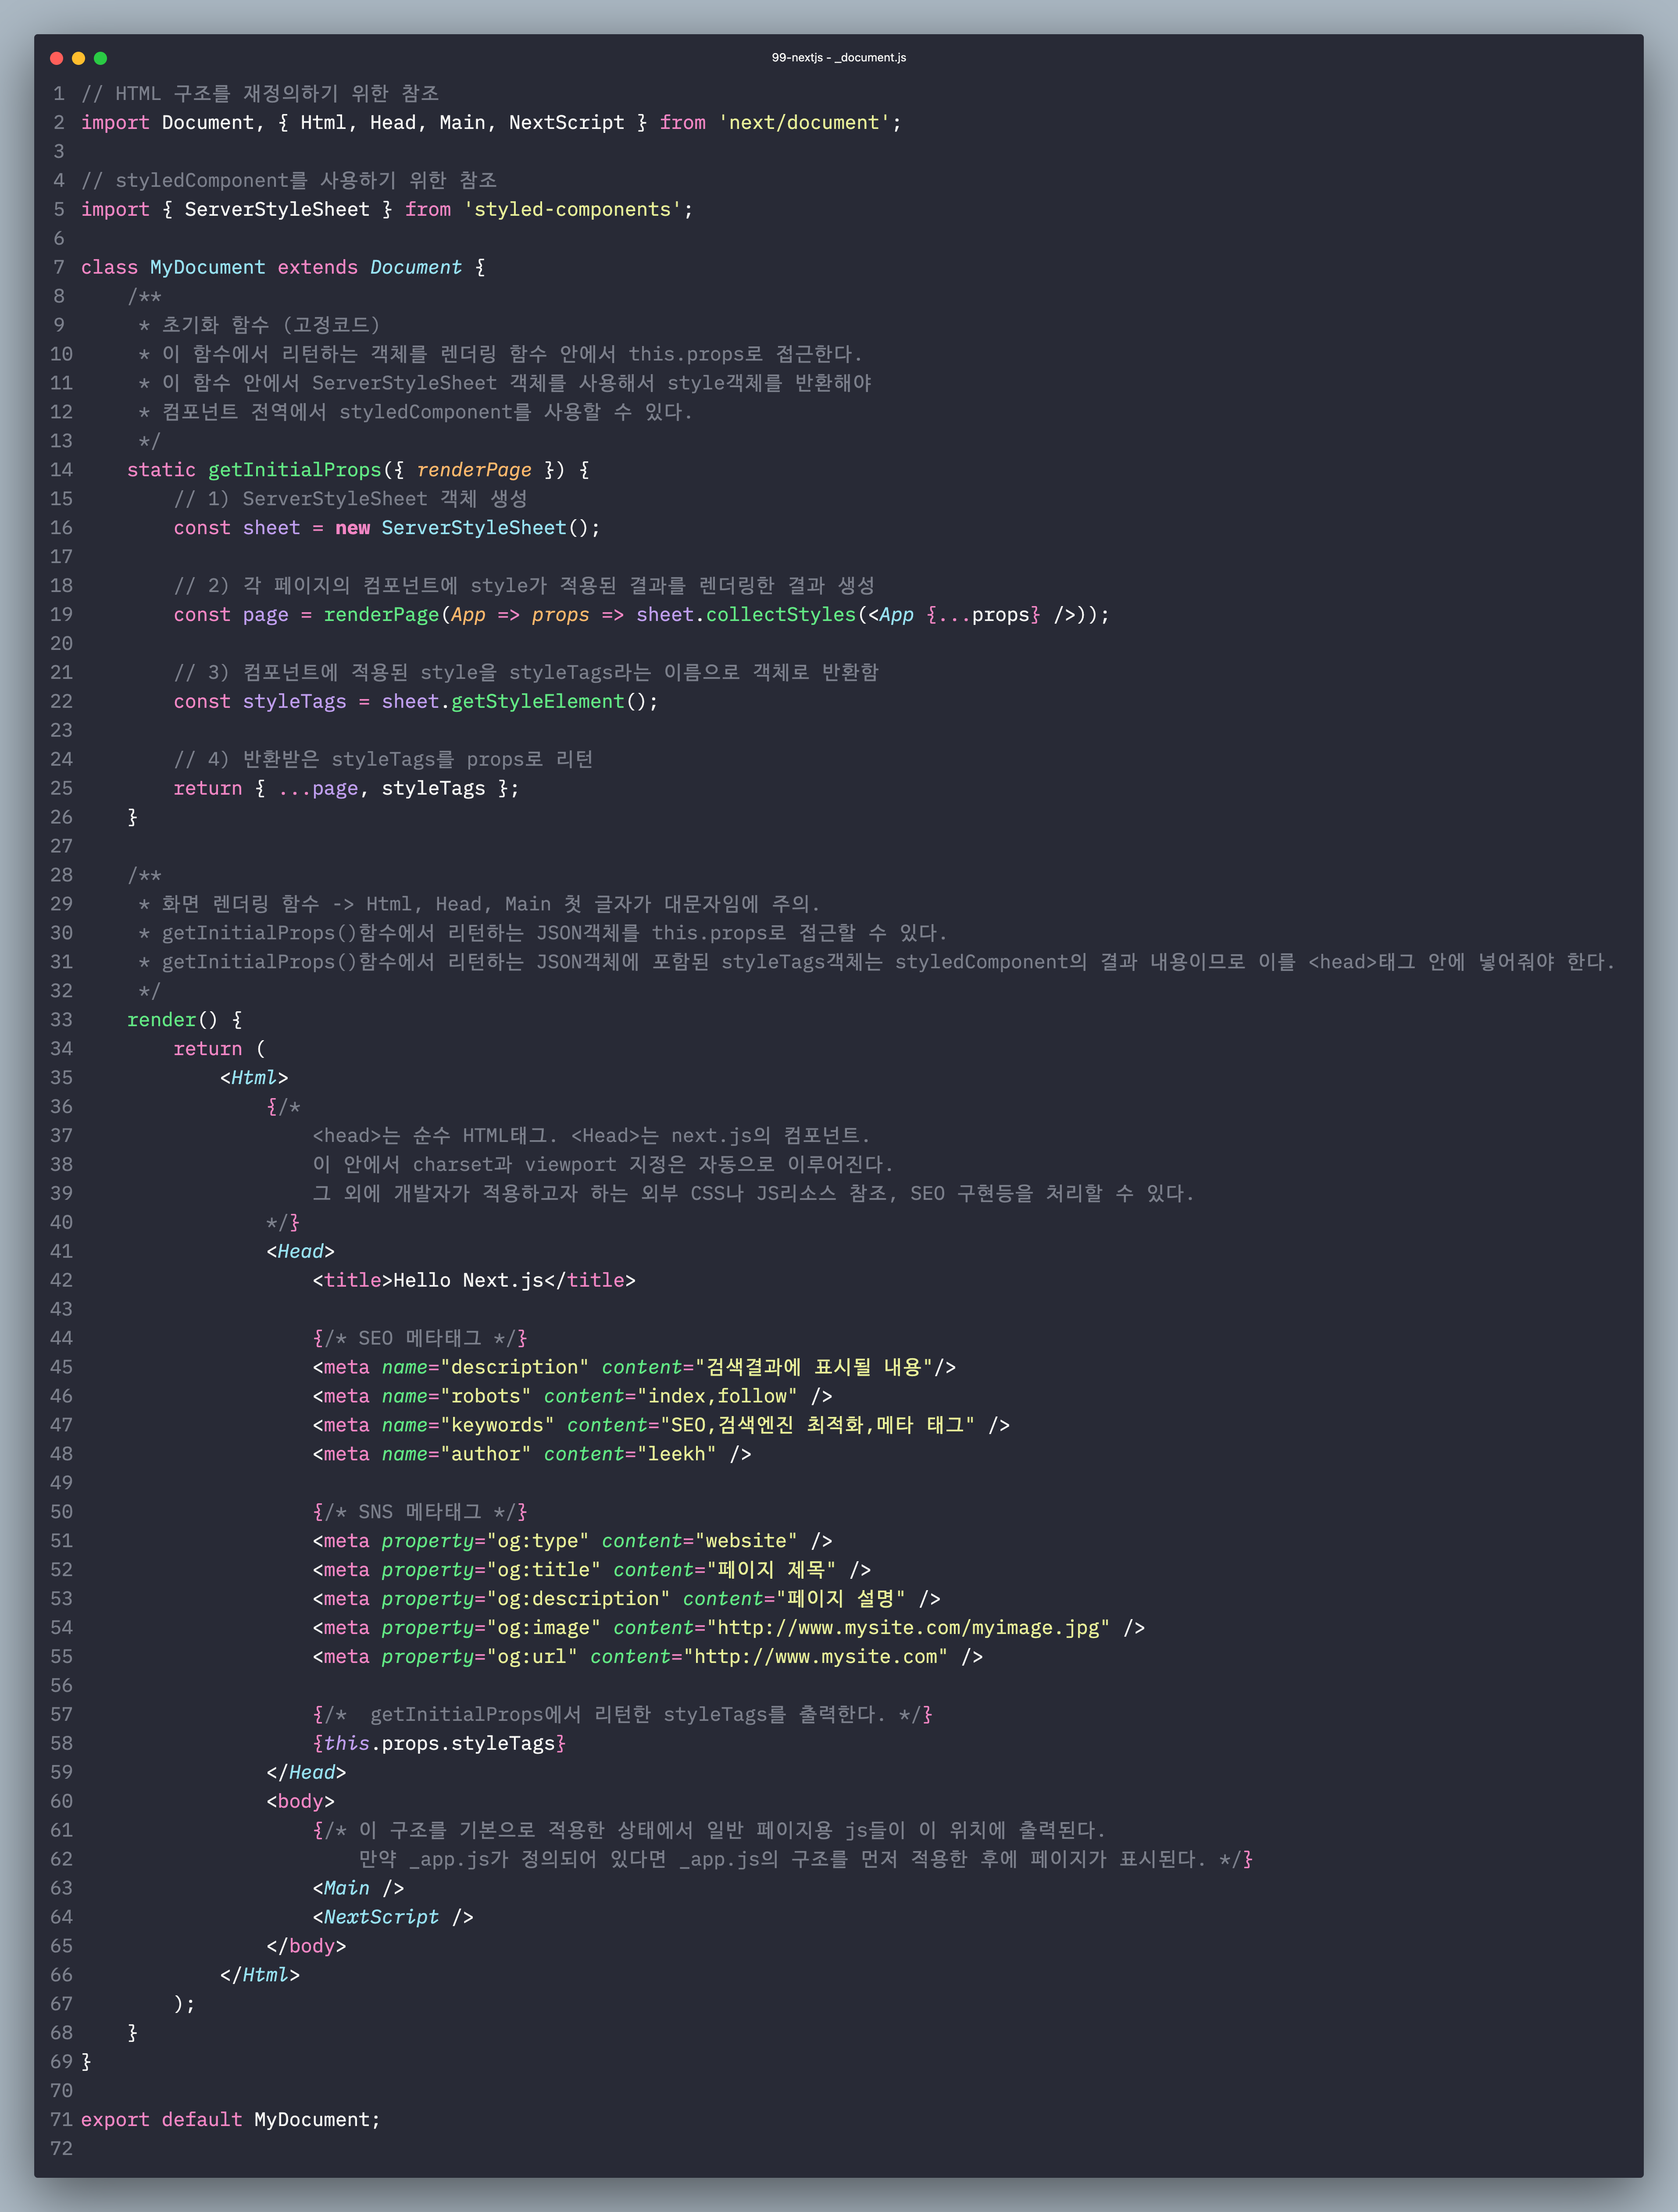 99-nextjs - _document.js
1 // HTML 구조를 재정의하기 위한 참조
2 import Document, { Html, Head, Main, NextScript } from 'next/document';
3
4 // styledComponent를 사용하기 위한 참조
5 import { ServerStyleSheet } from 'styled-components';
6
7 class MyDocument extends Document {
8     /**
9      * 초기화 함수 (고정코드)
10      * 이 함수에서 리턴하는 객체를 렌더링 함수 안에서 this.props로 접근한다.
11      * 이 함수 안에서 ServerStyleSheet 객체를 사용해서 style객체를 반환해야
12      * 컴포넌트 전역에서 styledComponent를 사용할 수 있다.
13      */
14     static getInitialProps({ renderPage }) {
15         // 1) ServerStyleSheet 객체 생성
16         const sheet = new ServerStyleSheet();
17
18         // 2) 각 페이지의 컴포넌트에 style가 적용된 결과를 렌더링한 결과 생성
19         const page = renderPage(App => props => sheet.collectStyles(<App {...props} />));
20
21         // 3) 컴포넌트에 적용된 style을 styleTags라는 이름으로 객체로 반환함
22         const styleTags = sheet.getStyleElement();
23
24         // 4) 반환받은 styleTags를 props로 리턴
25         return { ...page, styleTags };
26     }
27
28     /**
29      * 화면 렌더링 함수 -> Html, Head, Main 첫 글자가 대문자임에 주의.
30      * getInitialProps()함수에서 리턴하는 JSON객체를 this.props로 접근할 수 있다.
31      * getInitialProps()함수에서 리턴하는 JSON객체에 포함된 styleTags객체는 styledComponent의 결과 내용이므로 이를 <head>태그 안에 넣어줘야 한다.
32      */
33     render() {
34         return (
35             <Html>
36                 {/*
37                     <head>는 순수 HTML태그. <Head>는 next.js의 컴포넌트.
38                     이 안에서 charset과 viewport 지정은 자동으로 이루어진다.
39                     그 외에 개발자가 적용하고자 하는 외부 CSS나 JS리소스 참조, SEO 구현등을 처리할 수 있다.
40                 */}
41                 <Head>
42                     <title>Hello Next.js</title>
43
44                     {/* SEO 메타태그 */}
45                     <meta name="description" content="검색결과에 표시될 내용"/>
46                     <meta name="robots" content="index,follow" />
47                     <meta name="keywords" content="SEO,검색엔진 최적화,메타 태그" />
48                     <meta name="author" content="leekh" />
49
50                     {/* SNS 메타태그 */}
51                     <meta property="og:type" content="website" />
52                     <meta property="og:title" content="페이지 제목" />
53                     <meta property="og:description" content="페이지 설명" />
54                     <meta property="og:image" content="http://www.mysite.com/myimage.jpg" />
55                     <meta property="og:url" content="http://www.mysite.com" />
56
57                     {/*  getInitialProps에서 리턴한 styleTags를 출력한다. */}
58                     {this.props.styleTags}
59                 </Head>
60                 <body>
61                     {/* 이 구조를 기본으로 적용한 상태에서 일반 페이지용 js들이 이 위치에 출력된다.
62                         만약 _app.js가 정의되어 있다면 _app.js의 구조를 먼저 적용한 후에 페이지가 표시된다. */}
63                     <Main />
64                     <NextScript />
65                 </body>
66             </Html>
67         );
68     }
69 }
70
71 export default MyDocument;
72